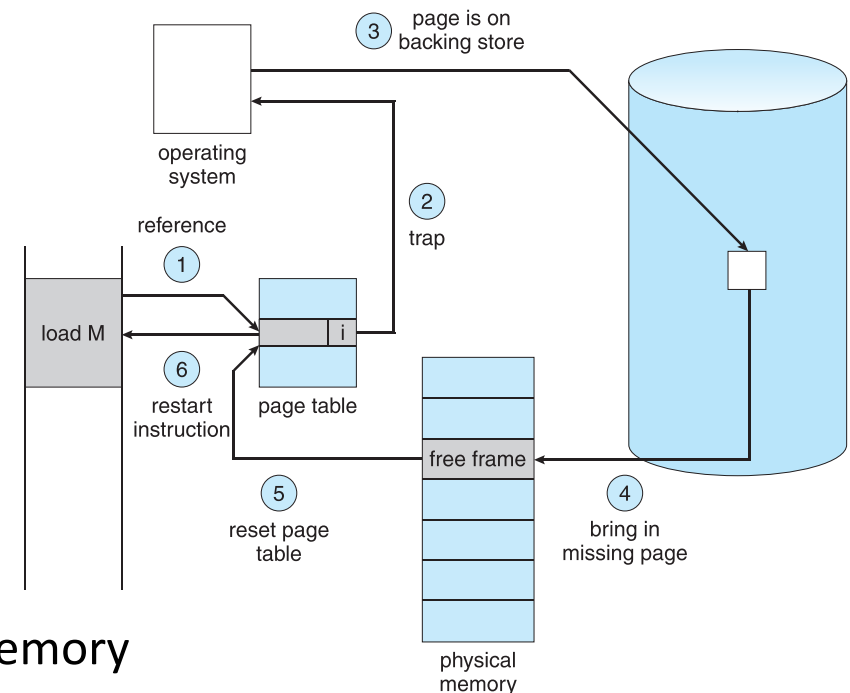 3
page is on
backing store
operating
system
reference
2
trap
1
load M
i
6
restart
instruction
page table
free frame
5
reset page
table
4
bring in
missing page
emory
physical
memory